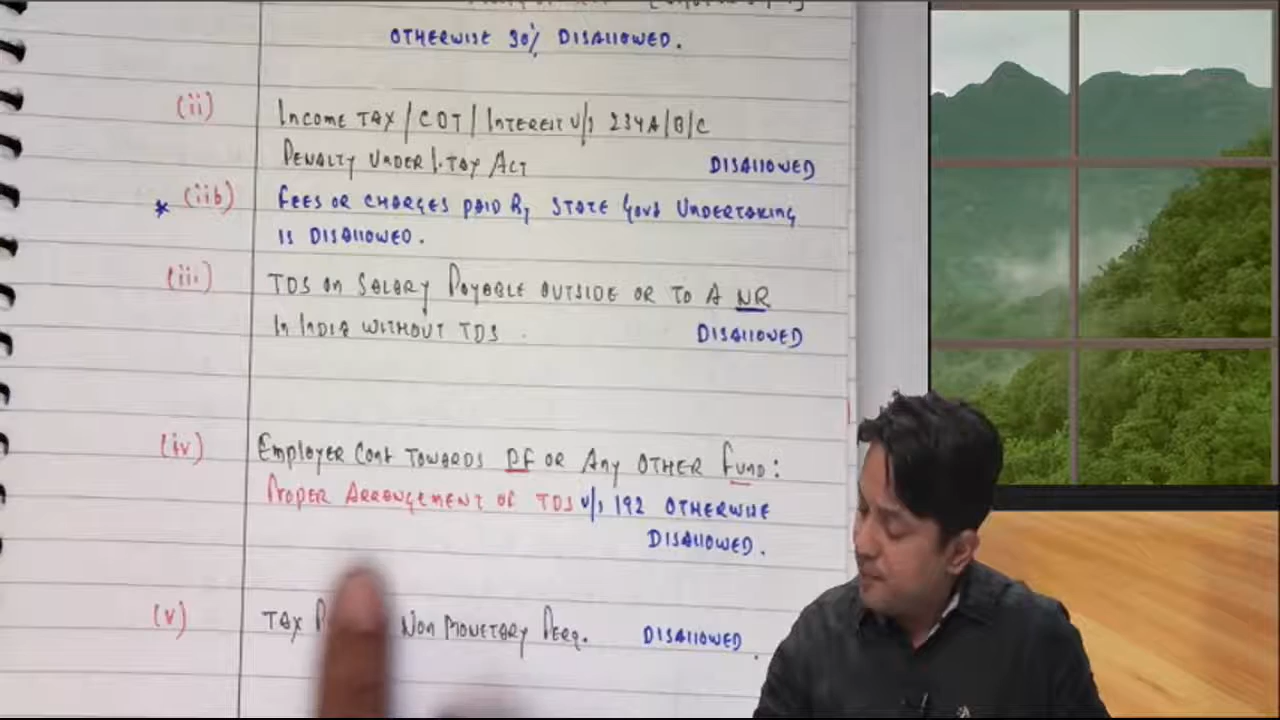 OTHERWISE 30% DISALLOWED.
(ii) INCOME TAX / CDT / INTEREST U/s 234A/B/C
PENALTY UNDER I.TAX ACT DISALLOWED
* (iib) FEES OR CHARGES PAID By STATE Govt UNDERTAKING
IS DISALLOWED.
(iii) TDS on SALARY PAYABLE OUTSIDE OR TO A NR
In INDIA WITHOUT TDS. DISALLOWED
(iv) Employer Cont TOWARDS PF OR Any OTHER FUND:
PROPER ARRANGEMENT OF TDS U/s 192 OTHERWISE
DISALLOWED.
(v) TAX NON MONETARY PERQ. DISALLOWED.